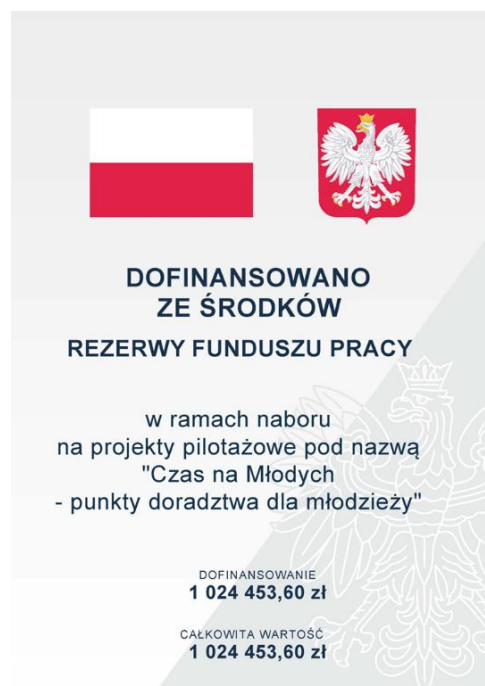 DOFINANSOWANO
ZE ŚRODKÓW
REZERWY FUNDUSZU PRACY
w ramach naboru
na projekty pilotażowe pod nazwą
"Czas na Młodych
- punkty doradztwa dla młodzieży"
DOFINANSOWANIE
1 024 453,60 zł
CAŁKOWITA WARTOŚĆ
1 024 453,60 zł